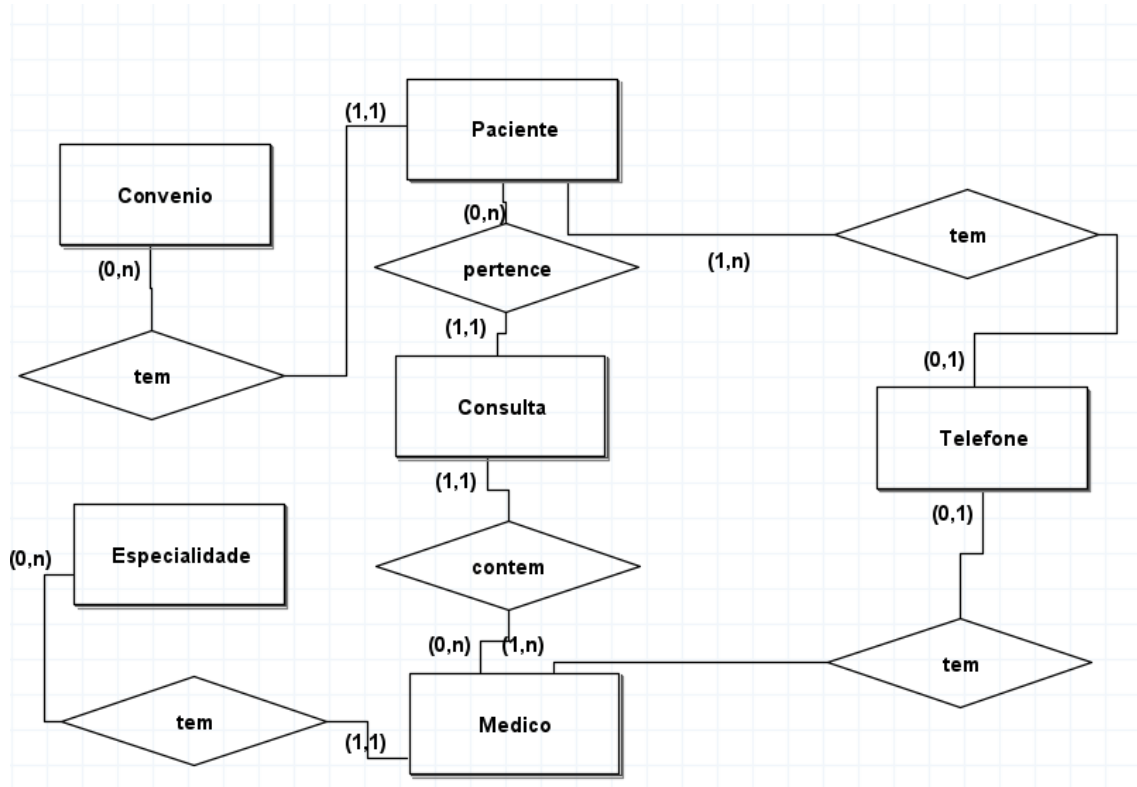 (1,1)
Paciente
Convenio
(0,n)
(0,n)
tem
pertence
(1,n)
(1,1)
(0,1)
tem
Consulta
Telefone
(1,1)
(0,1)
Especialidade
(0,n)
contem
(0,n)
(1,n)
tem
tem
Medico
(1,1)